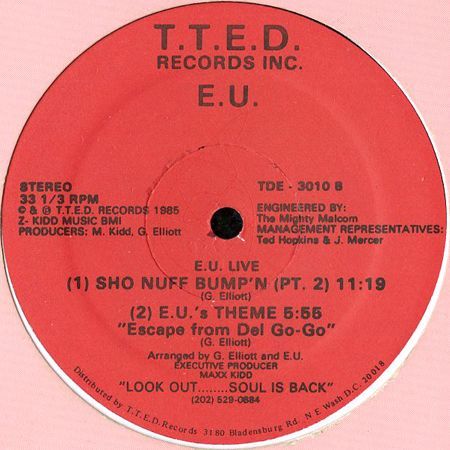 T.T.E.D.
RECORDS INC.
E.U.
STEREO
33 1/3 RPM
© & ℗ T.T.E.D. RECORDS 1985
Z- KIDD MUSIC BMI
PRODUCERS: M. Kidd, G. Elliott
TDE - 3010 B
ENGINEERED BY:
The Mighty Malcom
MANAGEMENT REPRESENTATIVES:
Ted Hopkins & J. Mercer
E.U. LIVE
(1) SHO NUFF BUMP'N (PT. 2) 11:19
(G. Elliott)
(2) E.U.'s THEME 5:55
"Escape from Del Go-Go"
(G. Elliott)
Arranged by G. Elliott and E.U.
EXECUTIVE PRODUCER
MAXX KIDD
"LOOK OUT........SOUL IS BACK"
(202) 529-0884
Distributed by T.T.E.D.Records 3180 Bladensburg Rd. N E Wash D.C. 20018